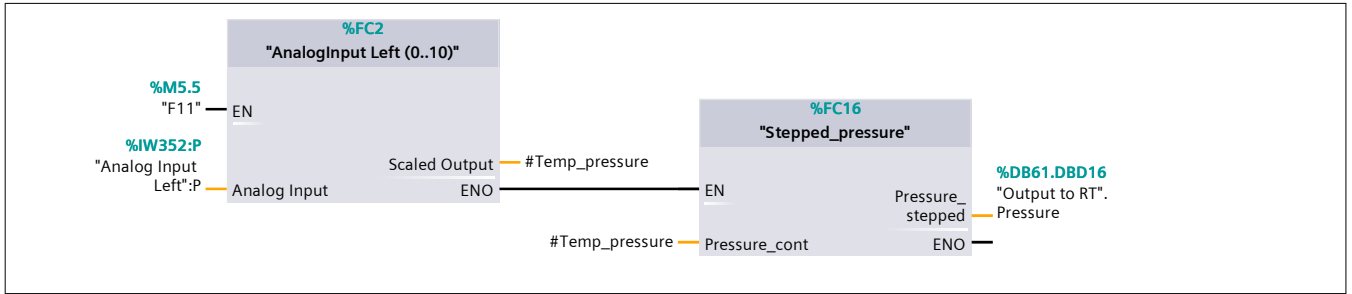 %FC2
"AnalogInput Left (0..10)"
%M5.5
"F11"
EN
%IW352:P
"Analog Input
Left":P
Analog Input
Scaled Output
#Temp_pressure
ENO
%FC16
"Stepped_pressure"
EN
#Temp_pressure
Pressure_cont
Pressure_
stepped
%DB61.DBD16
"Output to RT".
Pressure
ENO